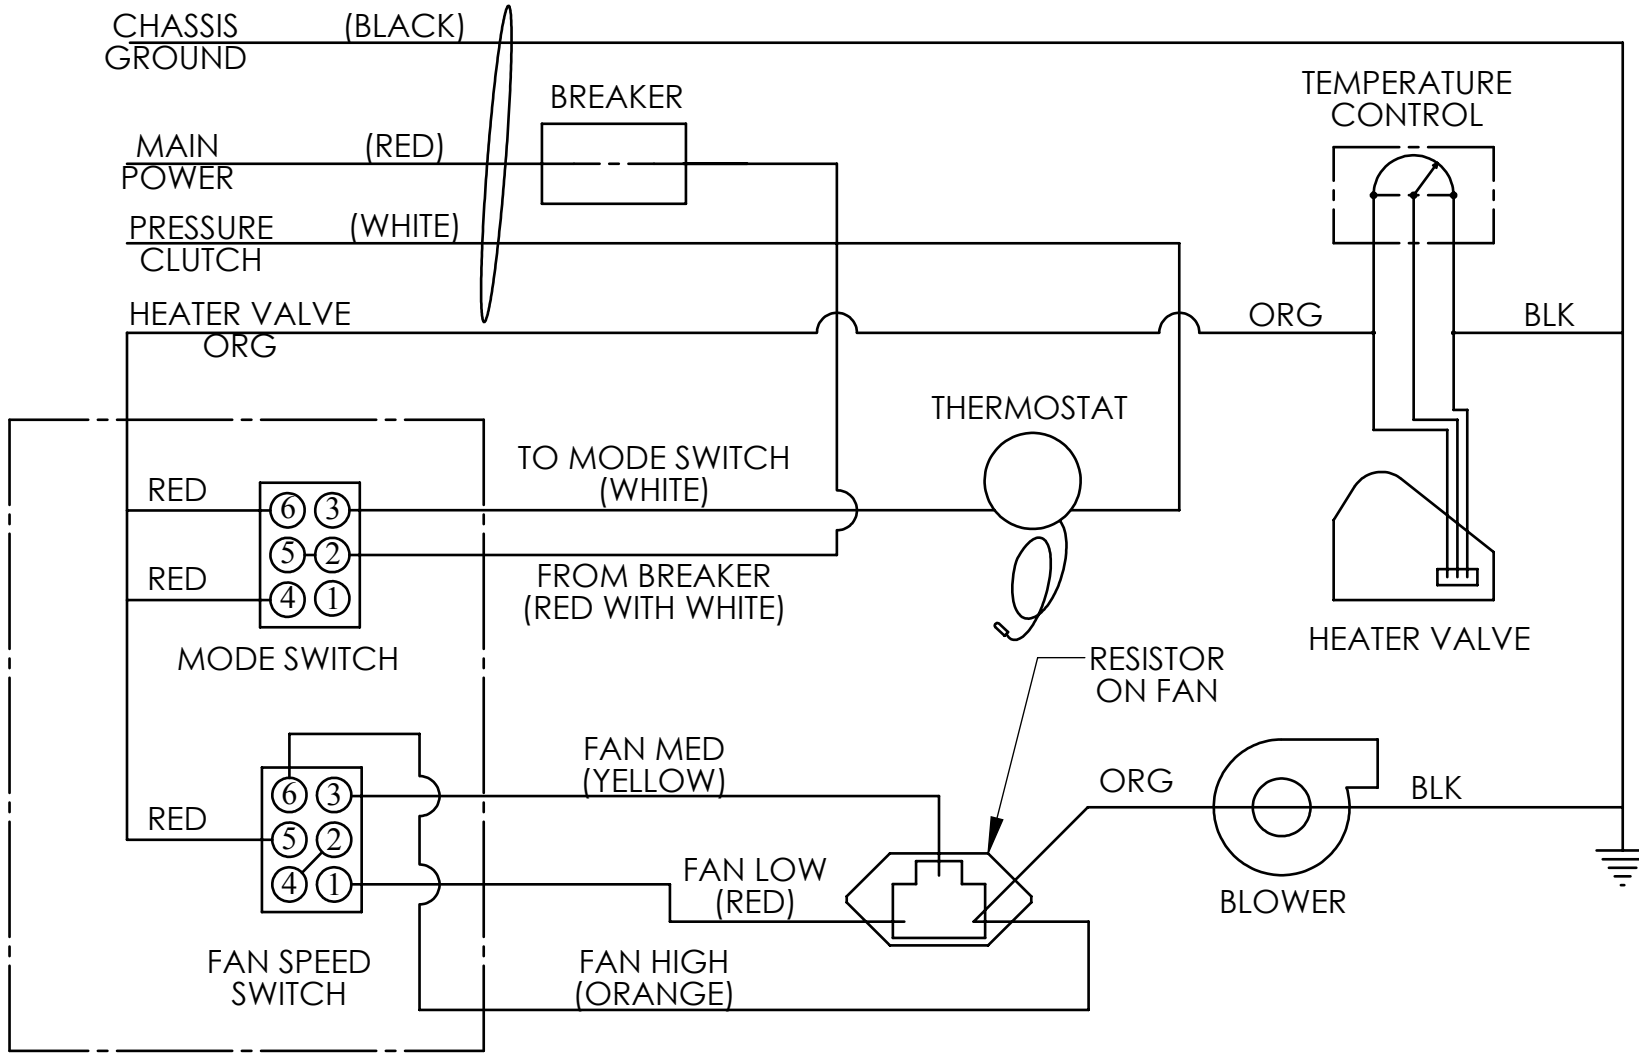 CHASSIS (BLACK)
GROUND
BREAKER
TEMPERATURE
CONTROL
MAIN (RED)
POWER
PRESSURE (WHITE)
CLUTCH
HEATER VALVE
ORG
ORG
BLK
THERMOSTAT
TO MODE SWITCH
(WHITE)
RED
6 3
5 2
RED
4 1
FROM BREAKER
(RED WITH WHITE)
MODE SWITCH
HEATER VALVE
RESISTOR
ON FAN
FAN MED
(YELLOW)
ORG
BLK
6 3
RED
5 2
4 1
FAN LOW
(RED)
BLOWER
FAN SPEED
SWITCH
FAN HIGH
(ORANGE)